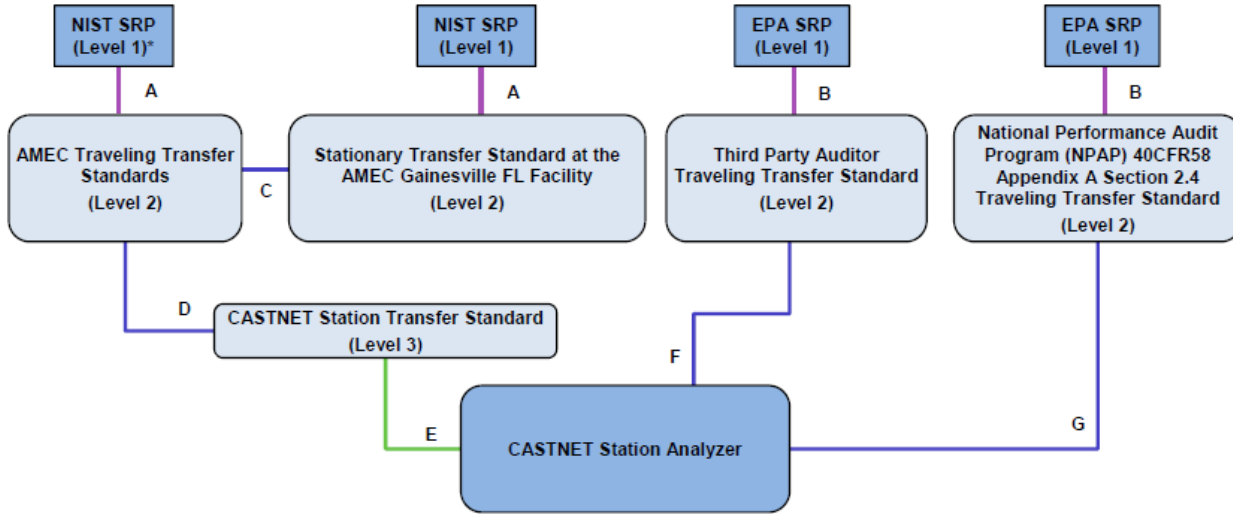 NIST SRP
(Level 1)*
NIST SRP
(Level 1)
EPA SRP
(Level 1)
EPA SRP
(Level 1)
A
A
B
B
AMEC Traveling Transfer
Standards
(Level 2)
C
Stationary Transfer Standard at the
AMEC Gainesville FL Facility
(Level 2)
Third Party Auditor
Traveling Transfer Standard
(Level 2)
National Performance Audit
Program (NPAP) 40CFR58
Appendix A Section 2.4
Traveling Transfer Standard
(Level 2)
D
CASTNET Station Transfer Standard
(Level 3)
F
E
G
CASTNET Station Analyzer